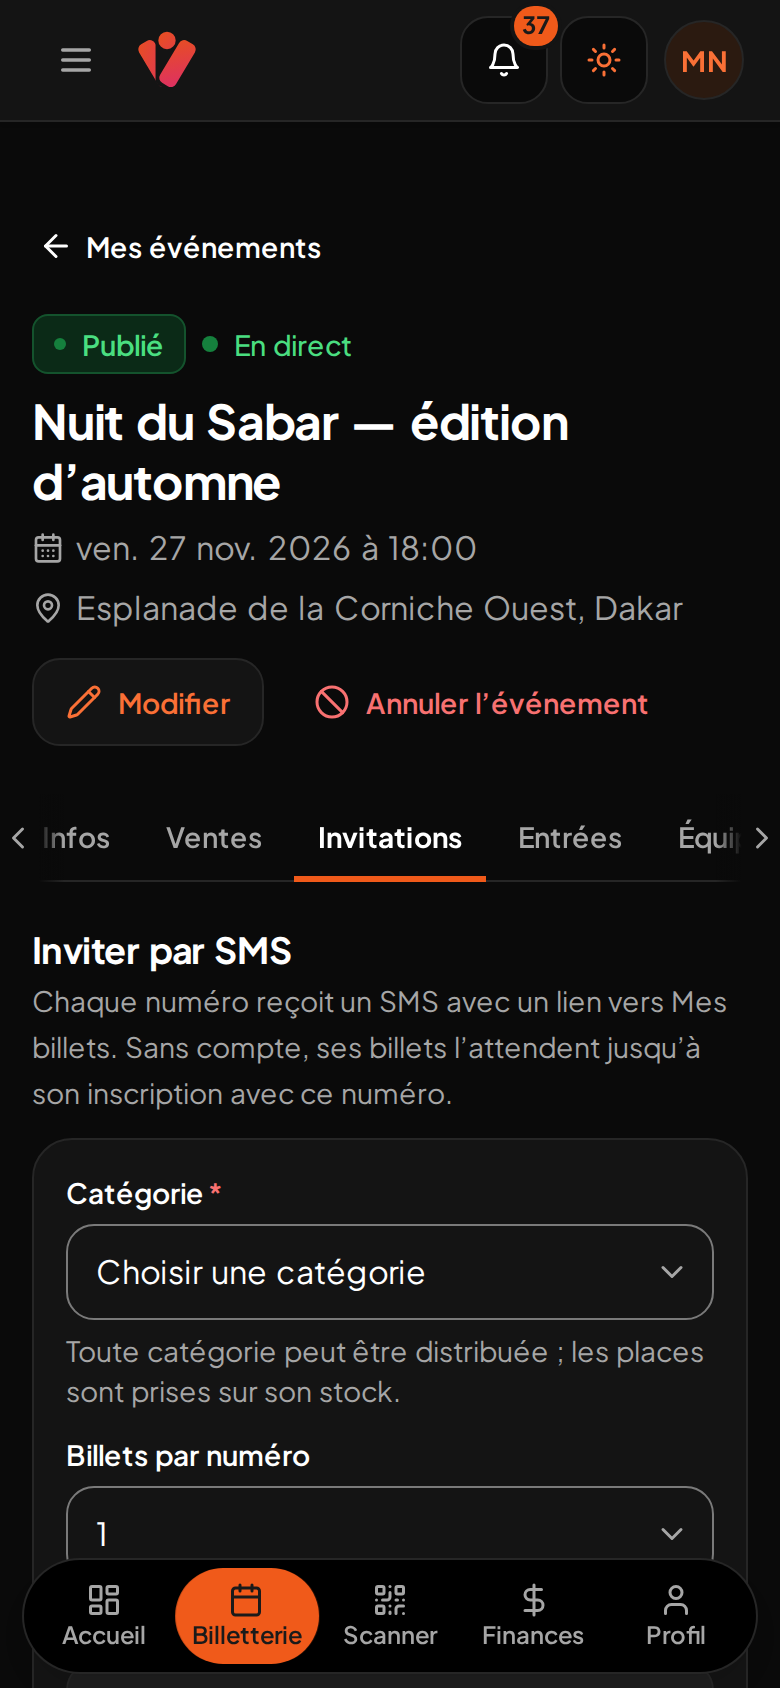 37
MN
Mes événements
Publié
En direct
Nuit du Sabar — édition
d’automne
ven. 27 nov. 2026 à 18:00
Esplanade de la Corniche Ouest, Dakar
Modifier
Annuler l’événement
Infos
Ventes
Invitations
Entrées
Équi
Inviter par SMS
Chaque numéro reçoit un SMS avec un lien vers Mes
billets. Sans compte, ses billets l’attendent jusqu’à
son inscription avec ce numéro.
Catégorie *
Choisir une catégorie
Toute catégorie peut être distribuée ; les places
sont prises sur son stock.
Billets par numéro
1
Accueil
Billetterie
Scanner
Finances
Profil